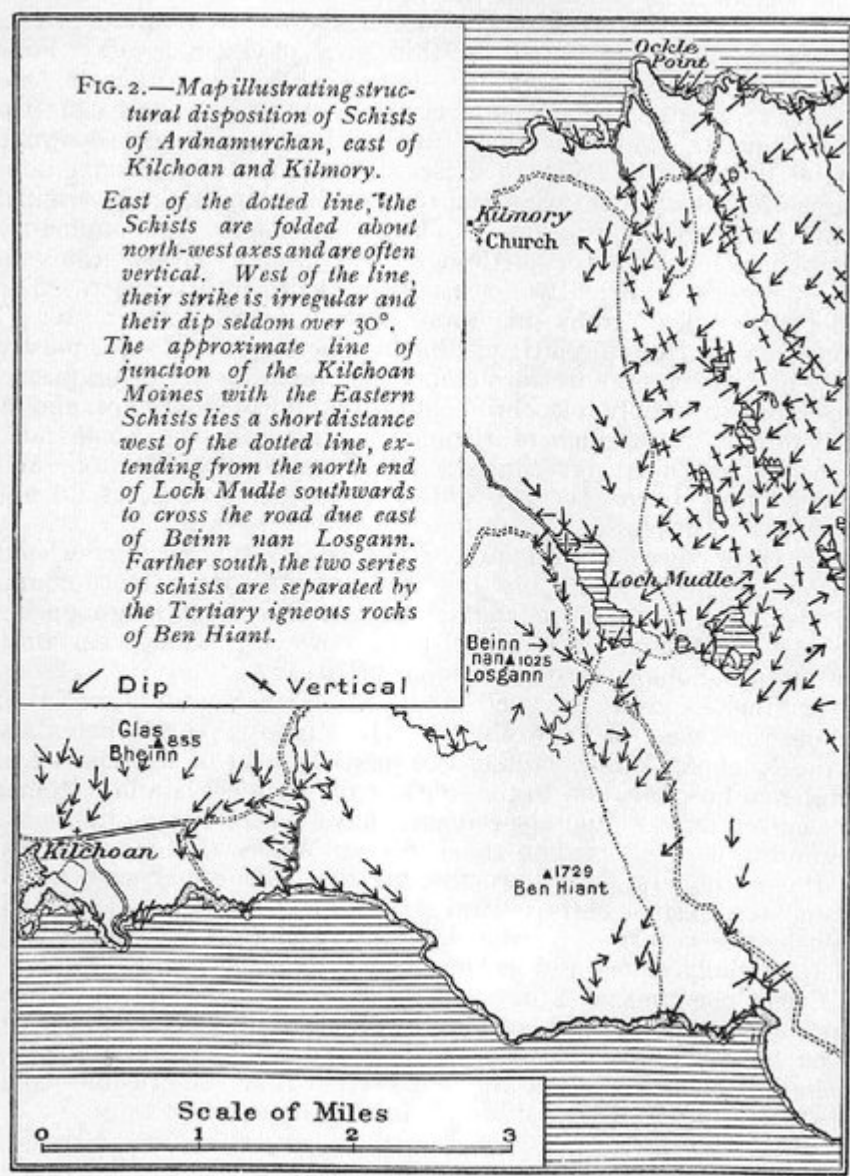 FIG. 2.—Map illustrating struc-
tural disposition of Schists
of Ardnamurchan, east of
Kilchoan and Kilmory.
East of the dotted line, the
Schists are folded about
north-west axes and are often
vertical. West of the line,
their strike is irregular and
their dip seldom over 30°.
The approximate line of
junction of the Kilchoan
Moines with the Eastern
Schists lies a short distance
west of the dotted line, ex-
tending from the north end
of Loch Mudle southwards
to cross the road due east
of Beinn nan Losgann.
Farther south, the two series
of schists are separated by
the Tertiary igneous rocks
of Ben Hiant.
Dip Vertical
Ockle
Point
Kilmory
Church
Loch Mudle
Beinn
nan 1025
Losgann
Glas
Bheinn 855
Kilchoan
1729
Ben Hiant
Scale of Miles
0 1 2 3